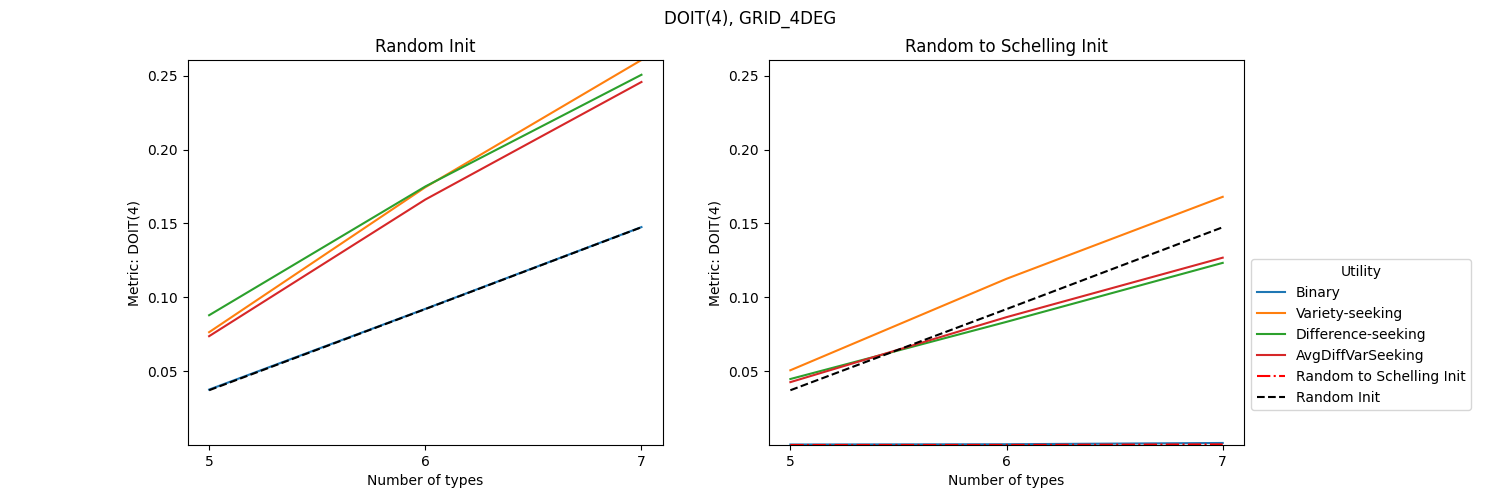 DOIT(4), GRID_4DEG
Random Init
Metric: DOIT(4)
0.25
0.20
0.15
0.10
0.05
5
6
7
Number of types
Random to Schelling Init
Metric: DOIT(4)
0.25
0.20
0.15
0.10
0.05
5
6
7
Number of types
Utility
Binary
Variety-seeking
Difference-seeking
AvgDiffVarSeeking
Random to Schelling Init
Random Init